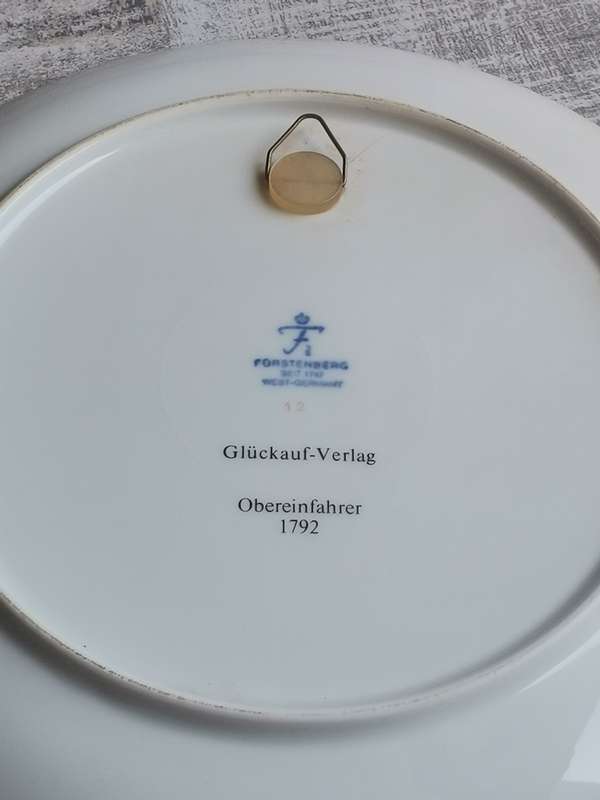 F
FÜRSTENBERG
SEIT 1747
WEST-GERMANY
12
Glückauf-Verlag
Obereinfahrer
1792